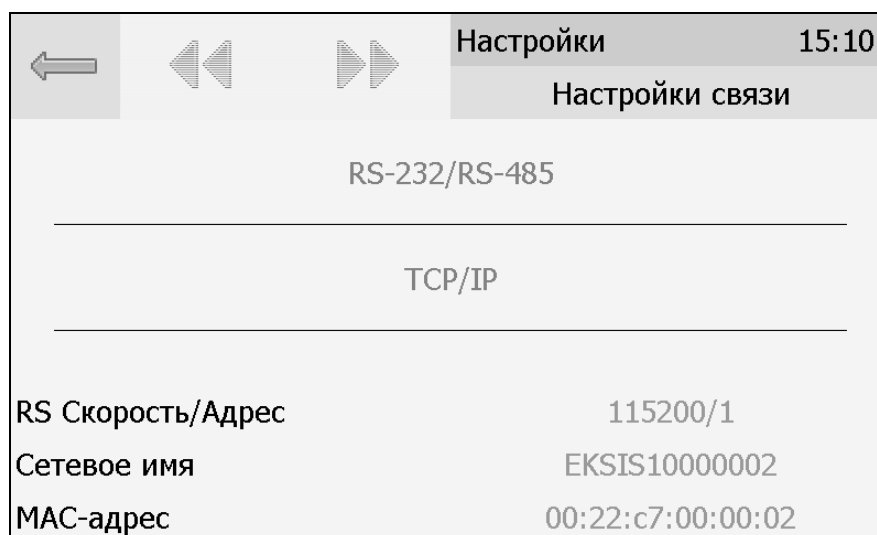 Настройки 15:10
Настройки связи
RS-232/RS-485
TCP/IP
RS Скорость/Адрес 115200/1
Сетевое имя EKSIS10000002
MAC-адрес 00:22:c7:00:00:02